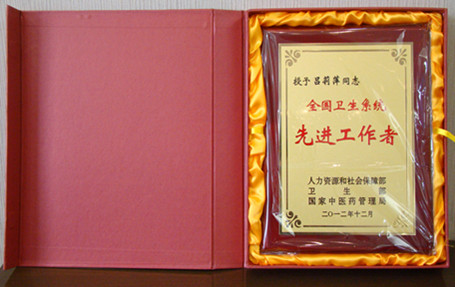 授予吕莉萍同志
全国卫生系统
先进工作者
人力资源和社会保障部
卫生部
国家中医药管理局
二〇一二年十二月